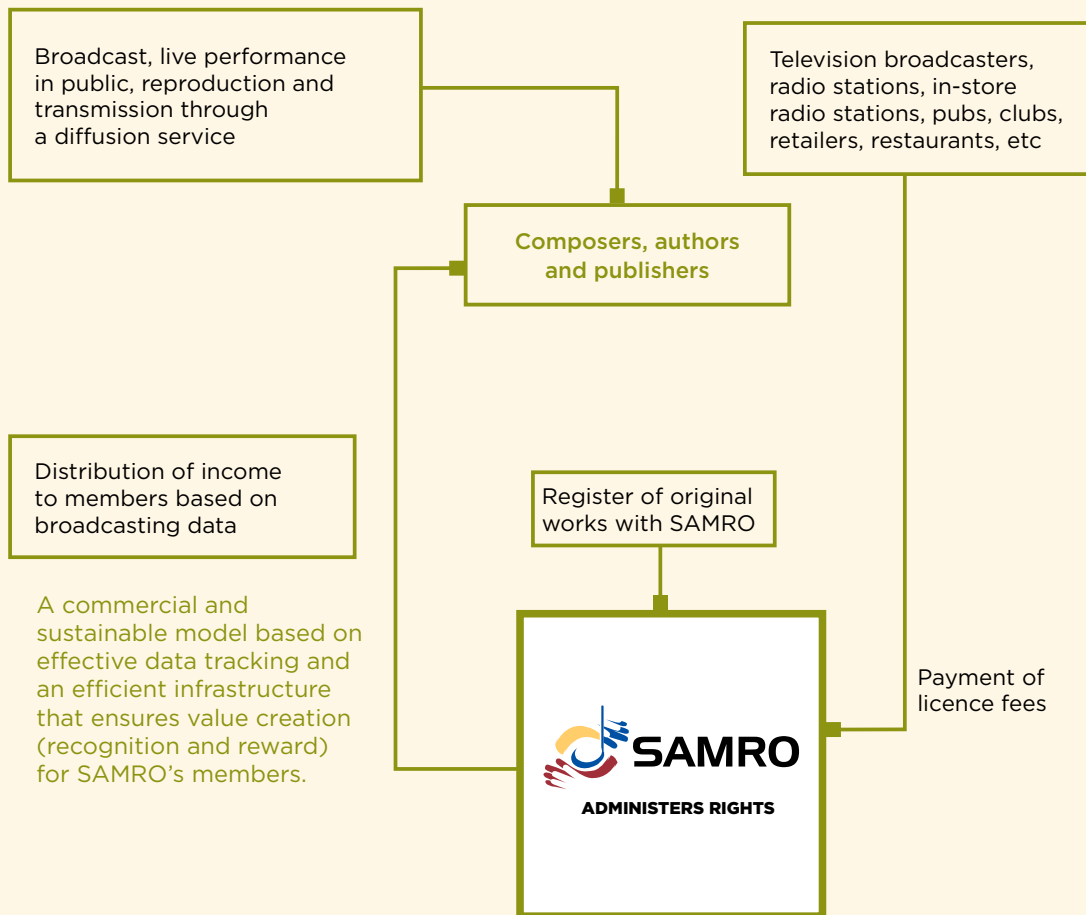 Broadcast, live performance
in public, reproduction and
transmission through
a diffusion service
Television broadcasters,
radio stations, in-store
radio stations, pubs, clubs,
retailers, restaurants, etc
Composers, authors
and publishers
Distribution of income
to members based on
broadcasting data
Register of original
works with SAMRO
A commercial and
sustainable model based on
effective data tracking and
an efficient infrastructure
that ensures value creation
(recognition and reward)
for SAMRO’s members.
Payment of
licence fees
SAMRO
ADMINISTERS RIGHTS